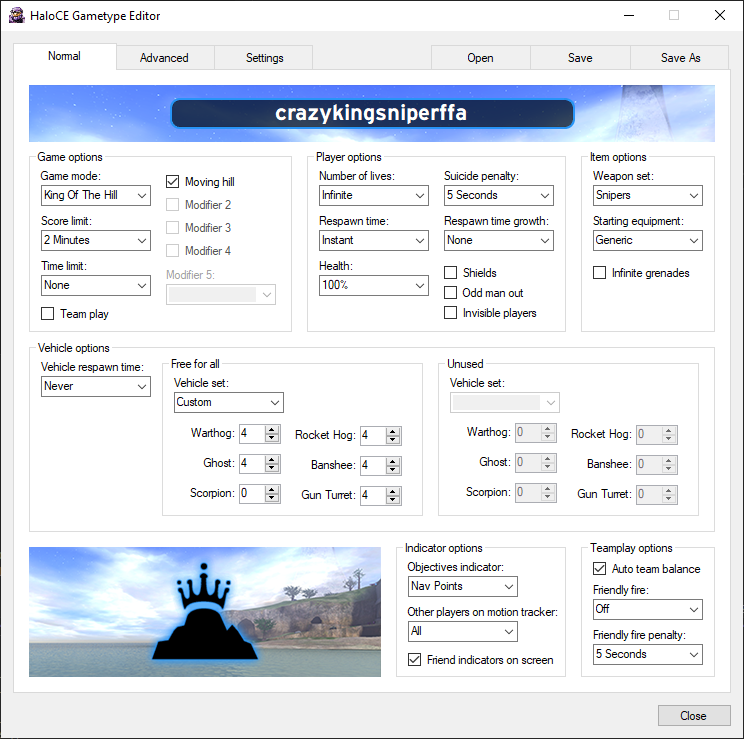 HaloCE Gametype Editor
Normal
Advanced
Settings
Open
Save
Save As
crazykingsniperffa
Game options
Game mode:
King Of The Hill
Score limit:
2 Minutes
Time limit:
None
Team play
Moving hill
Modifier 2
Modifier 3
Modifier 4
Modifier 5:
Player options
Number of lives:
Infinite
Respawn time:
Instant
Health:
100%
Suicide penalty:
5 Seconds
Respawn time growth:
None
Shields
Odd man out
Invisible players
Item options
Weapon set:
Snipers
Starting equipment:
Generic
Infinite grenades
Vehicle options
Vehicle respawn time:
Never
Free for all
Vehicle set:
Custom
Warthog: 4
Rocket Hog: 4
Ghost: 4
Banshee: 4
Scorpion: 0
Gun Turret: 4
Unused
Vehicle set:
Warthog: 0
Rocket Hog: 0
Ghost: 0
Banshee: 0
Scorpion: 0
Gun Turret: 0
Indicator options
Objectives indicator:
Nav Points
Other players on motion tracker:
All
Friend indicators on screen
Teamplay options
Auto team balance
Friendly fire:
Off
Friendly fire penalty:
5 Seconds
Close